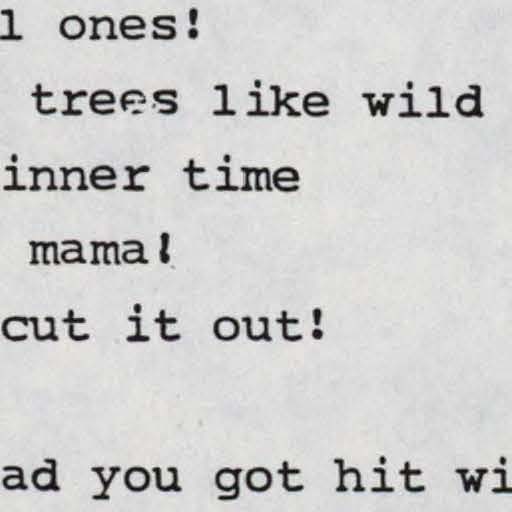 l ones!
trees like wild
inner time
mama!
cut it out!
ad you got hit wi